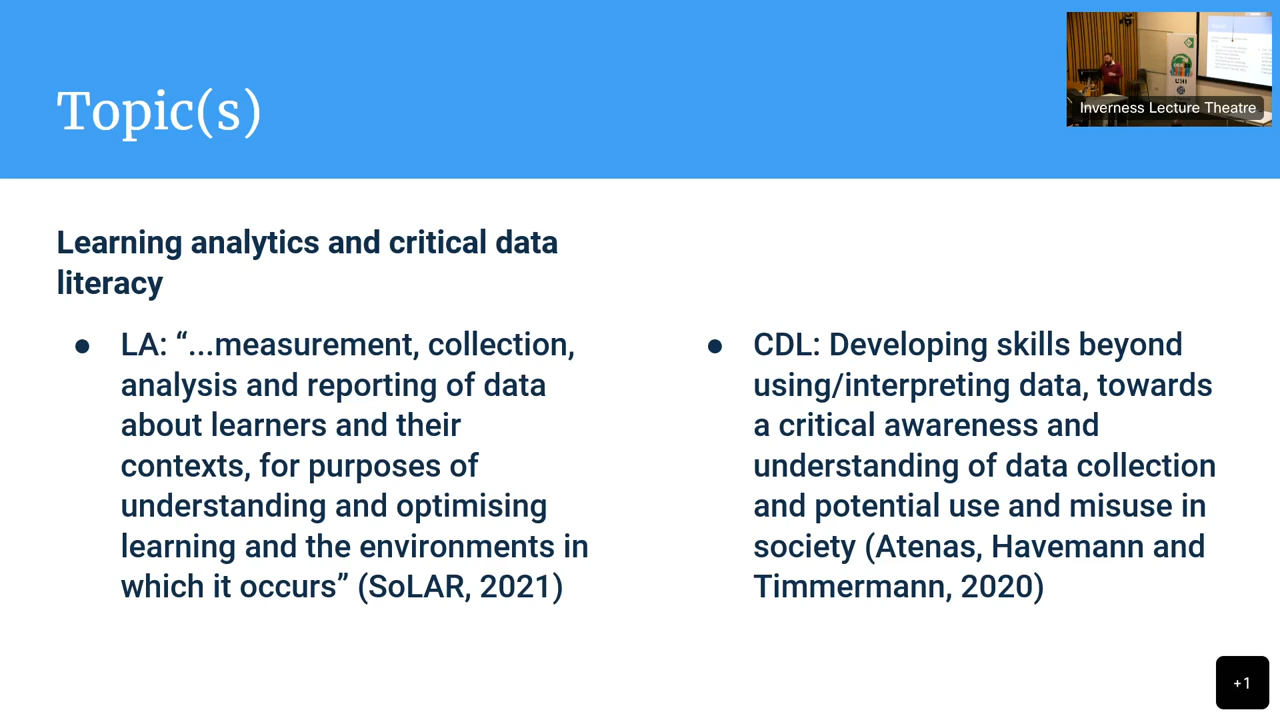 Topic(s)
Inverness Lecture Theatre
Learning analytics and critical data
literacy
● LA: “...measurement, collection,
analysis and reporting of data
about learners and their
contexts, for purposes of
understanding and optimising
learning and the environments in
which it occurs” (SoLAR, 2021)
● CDL: Developing skills beyond
using/interpreting data, towards
a critical awareness and
understanding of data collection
and potential use and misuse in
society (Atenas, Havemann and
Timmermann, 2020)
+1